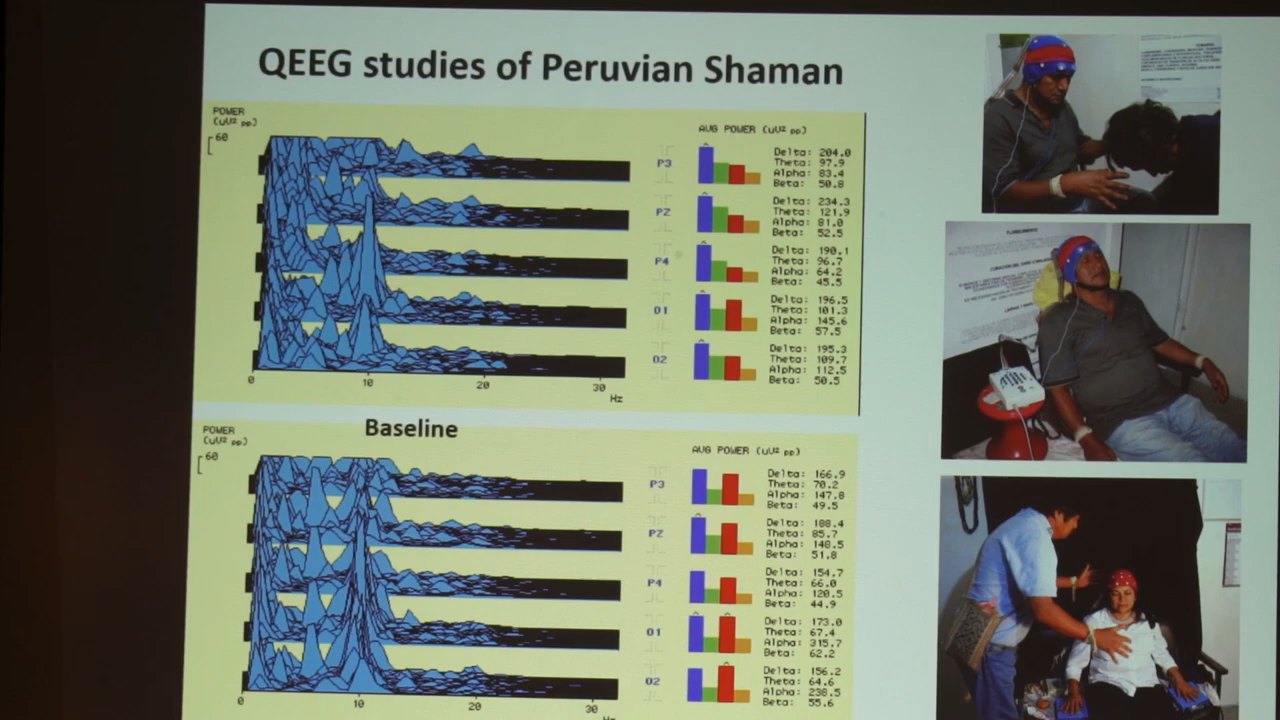 QEEG studies of Peruvian Shaman
POWER
(uU² pp)
60
AVG POWER (uU² pp)
P3
Delta: 204.0
Theta: 97.9
Alpha: 83.4
Beta: 50.8
PZ
Delta: 234.3
Theta: 121.9
Alpha: 81.0
Beta: 52.5
P4
Delta: 190.1
Theta: 96.7
Alpha: 64.2
Beta: 45.5
O1
Delta: 196.5
Theta: 101.3
Alpha: 145.6
Beta: 57.5
O2
Delta: 195.3
Theta: 109.7
Alpha: 112.5
Beta: 50.5
0 10 20 30
Hz
Baseline
POWER
(uU² pp)
60
AVG POWER (uU² pp)
P3
Delta: 166.9
Theta: 70.2
Alpha: 147.8
Beta: 49.5
PZ
Delta: 188.4
Theta: 85.7
Alpha: 148.5
Beta: 51.8
P4
Delta: 154.7
Theta: 66.0
Alpha: 120.5
Beta: 44.9
O1
Delta: 173.0
Theta: 67.4
Alpha: 315.7
Beta: 62.2
O2
Delta: 156.2
Theta: 64.6
Alpha: 238.5
Beta: 55.6
0 10 20 30
Hz